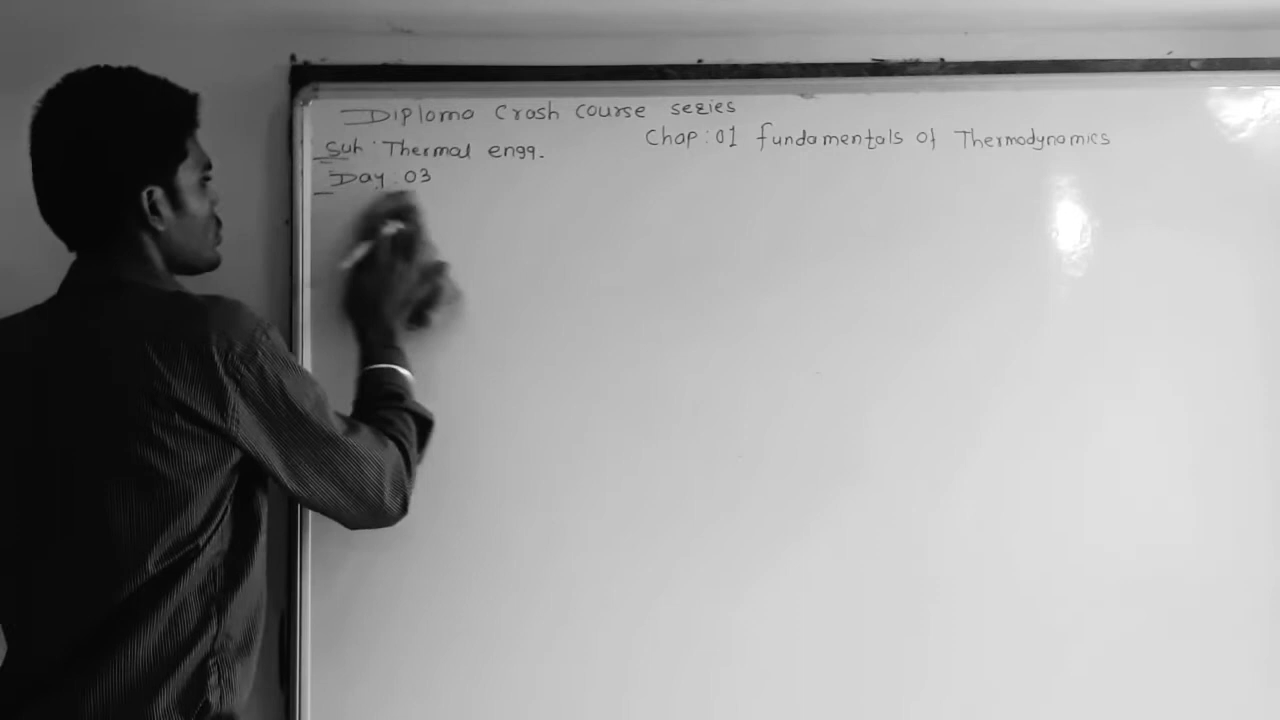 Diploma Crash course series
Sub: Thermal engg.
Chap:01 fundamentals of Thermodynamics
Day.03